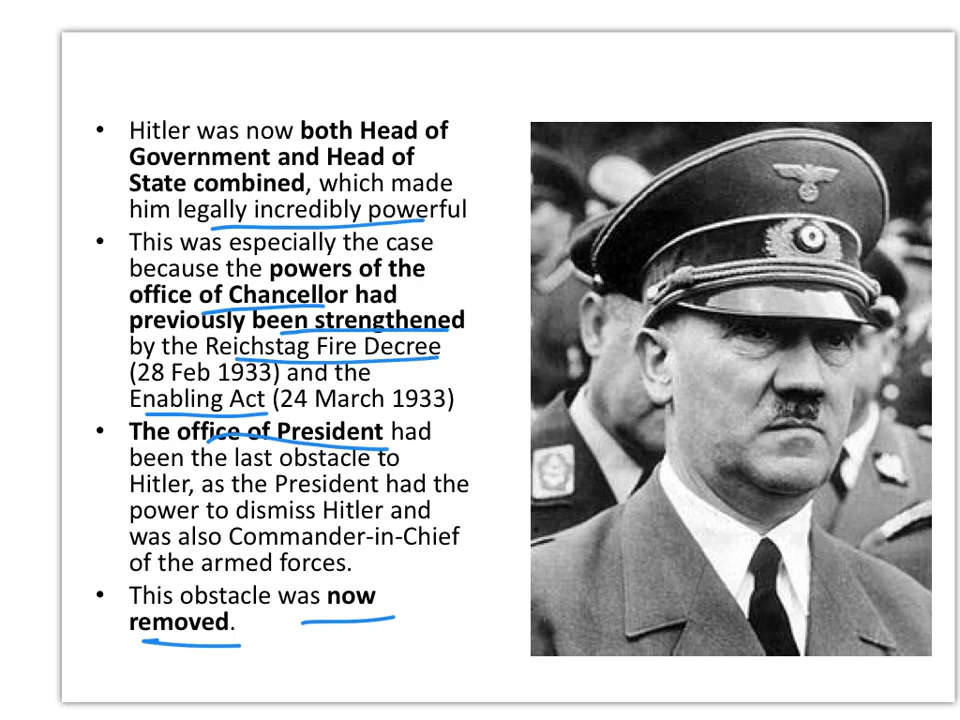 • Hitler was now both Head of
Government and Head of
State combined, which made
him legally incredibly powerful
• This was especially the case
because the powers of the
office of Chancellor had
previously been strengthened
by the Reichstag Fire Decree
(28 Feb 1933) and the
Enabling Act (24 March 1933)
• The office of President had
been the last obstacle to
Hitler, as the President had the
power to dismiss Hitler and
was also Commander-in-Chief
of the armed forces.
• This obstacle was now
removed.